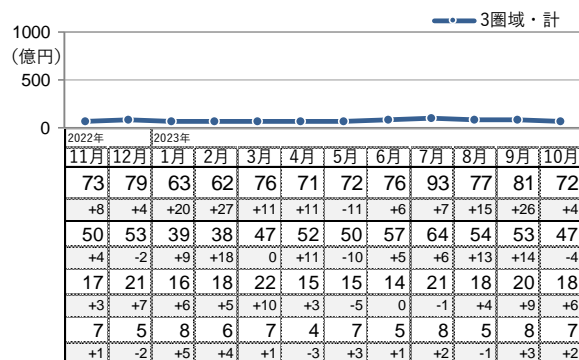 3圏域・計
1000
(億円)
500
0
2022年 2023年
11月 12月 1月 2月 3月 4月 5月 6月 7月 8月 9月 10月
73 79 63 62 76 71 72 76 93 77 81 72
+8 +4 +20 +27 +11 +11 -11 +6 +7 +15 +26 +4
50 53 39 38 47 52 50 57 64 54 53 47
+4 -2 +9 +18 0 +11 -10 +5 +6 +13 +14 -4
17 21 16 18 22 15 15 14 21 18 20 18
+3 +7 +6 +5 +10 +3 -5 0 -1 +4 +9 +6
7 5 8 6 7 4 7 5 8 5 8 7
+1 -2 +5 +4 +1 -3 +3 +1 +2 -1 +3 +2